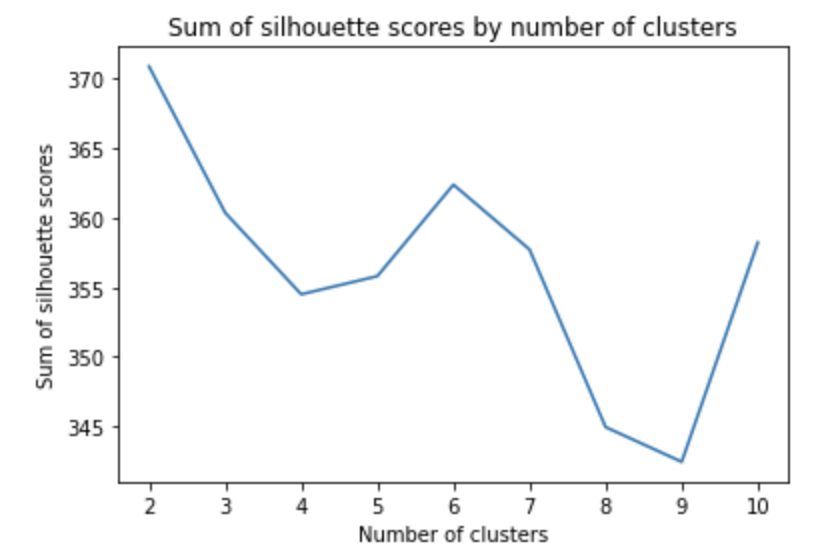 Sum of silhouette scores by number of clusters
370
365
360
355
350
345
Sum of silhouette scores
2 3 4 5 6 7 8 9 10
Number of clusters